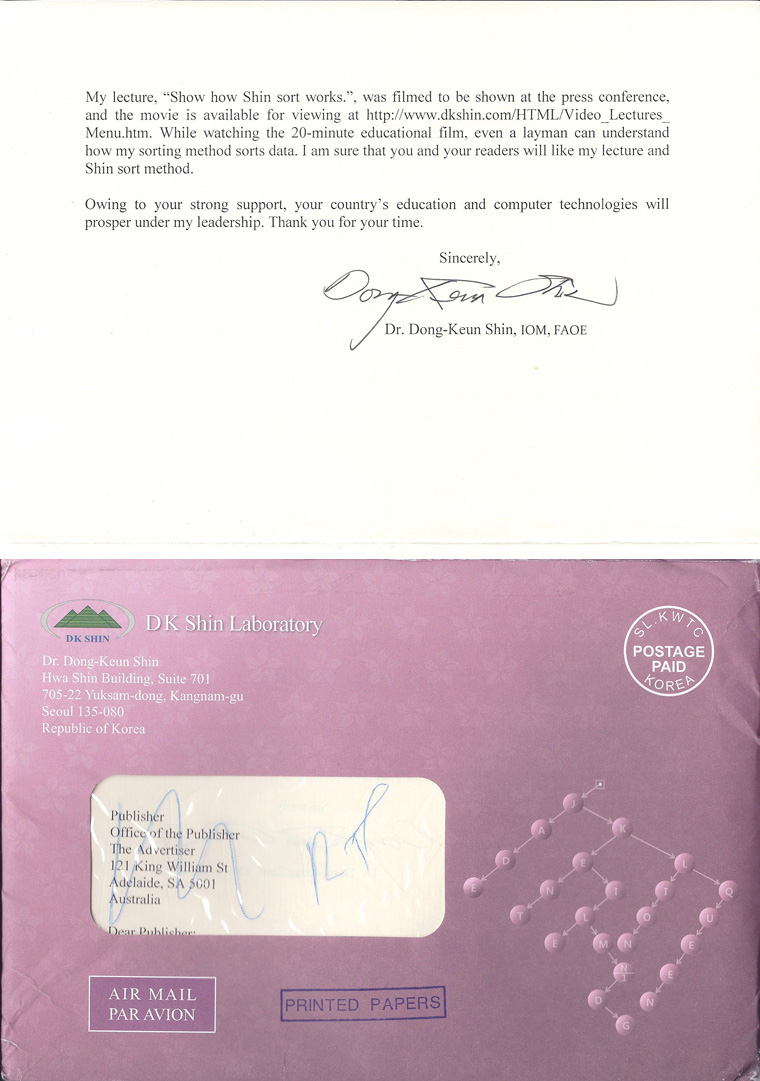 My lecture, “Show how Shin sort works.”, was filmed to be shown at the press conference,
and the movie is available for viewing at http://www.dkshin.com/HTML/Video_Lectures_
Menu.htm. While watching the 20-minute educational film, even a layman can understand
how my sorting method sorts data. I am sure that you and your readers will like my lecture and
Shin sort method.
Owing to your strong support, your country’s education and computer technologies will
prosper under my leadership. Thank you for your time.
Sincerely,
Dong-Keun Shin
Dr. Dong-Keun Shin, IOM, FAOE
DK SHIN
DK Shin Laboratory
Dr. Dong-Keun Shin
Hwa Shin Building, Suite 701
705-22 Yuksam-dong, Kangnam-gu
Seoul 135-080
Republic of Korea
SL.KWTC
POSTAGE
PAID
KOREA
Publisher
Office of the Publisher
The Advertiser
121 King William St
Adelaide, SA 5001
Australia
Dear Publisher:
J
A K
D E L
E N I Q
T L O U
E M N E
E
D N
G
AIR MAIL
PAR AVION
PRINTED PAPERS